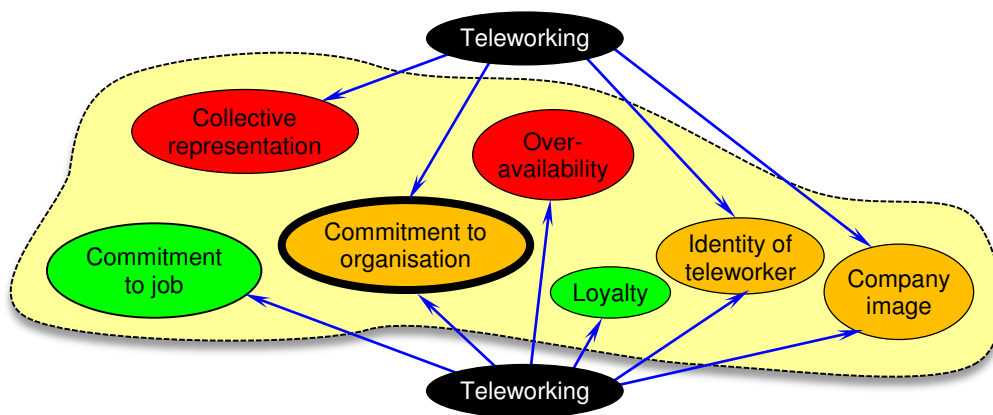 Teleworking
Collective
representation
Over-
availability
Commitment to
organisation
Commitment
to job
Identity of
teleworker
Loyalty
Company
image
Teleworking